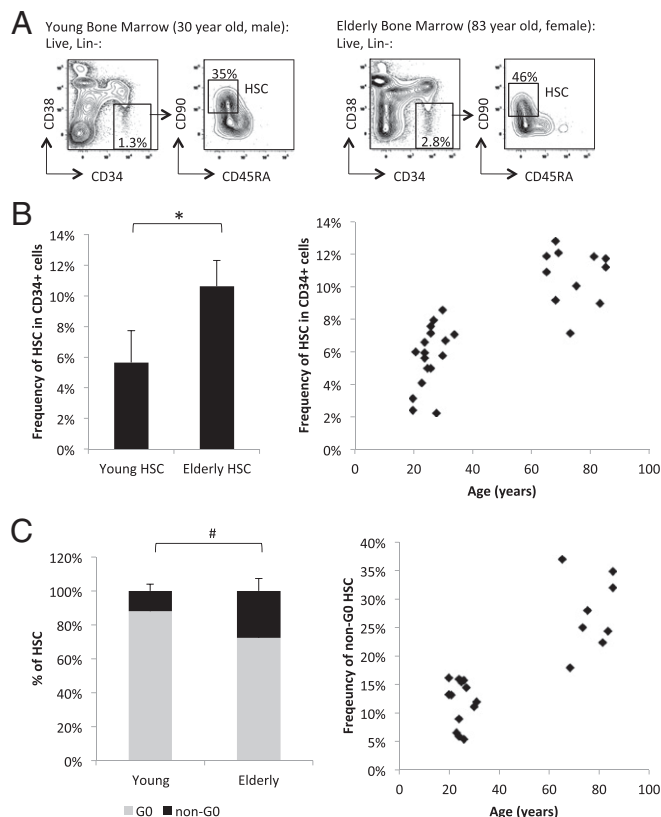 A
Young Bone Marrow (30 year old, male):
Live, Lin-:
CD38
1.3%
CD34
CD90
35%
HSC
CD45RA
Elderly Bone Marrow (83 year old, female):
Live, Lin-:
CD38
2.8%
CD34
CD90
46%
HSC
CD45RA
B
Frequency of HSC in CD34+ cells
14%
12%
10%
8%
6%
4%
2%
0%
*
Young HSC Elderly HSC
Frequency of HSC in CD34+ cells
14%
12%
10%
8%
6%
4%
2%
0%
0 20 40 60 80 100
Age (years)
C
% of HSC
120%
100%
80%
60%
40%
20%
0%
#
Young Elderly
G0 non-G0
Freqeuncy of non-G0 HSC
40%
35%
30%
25%
20%
15%
10%
5%
0%
0 20 40 60 80 100
Age (years)